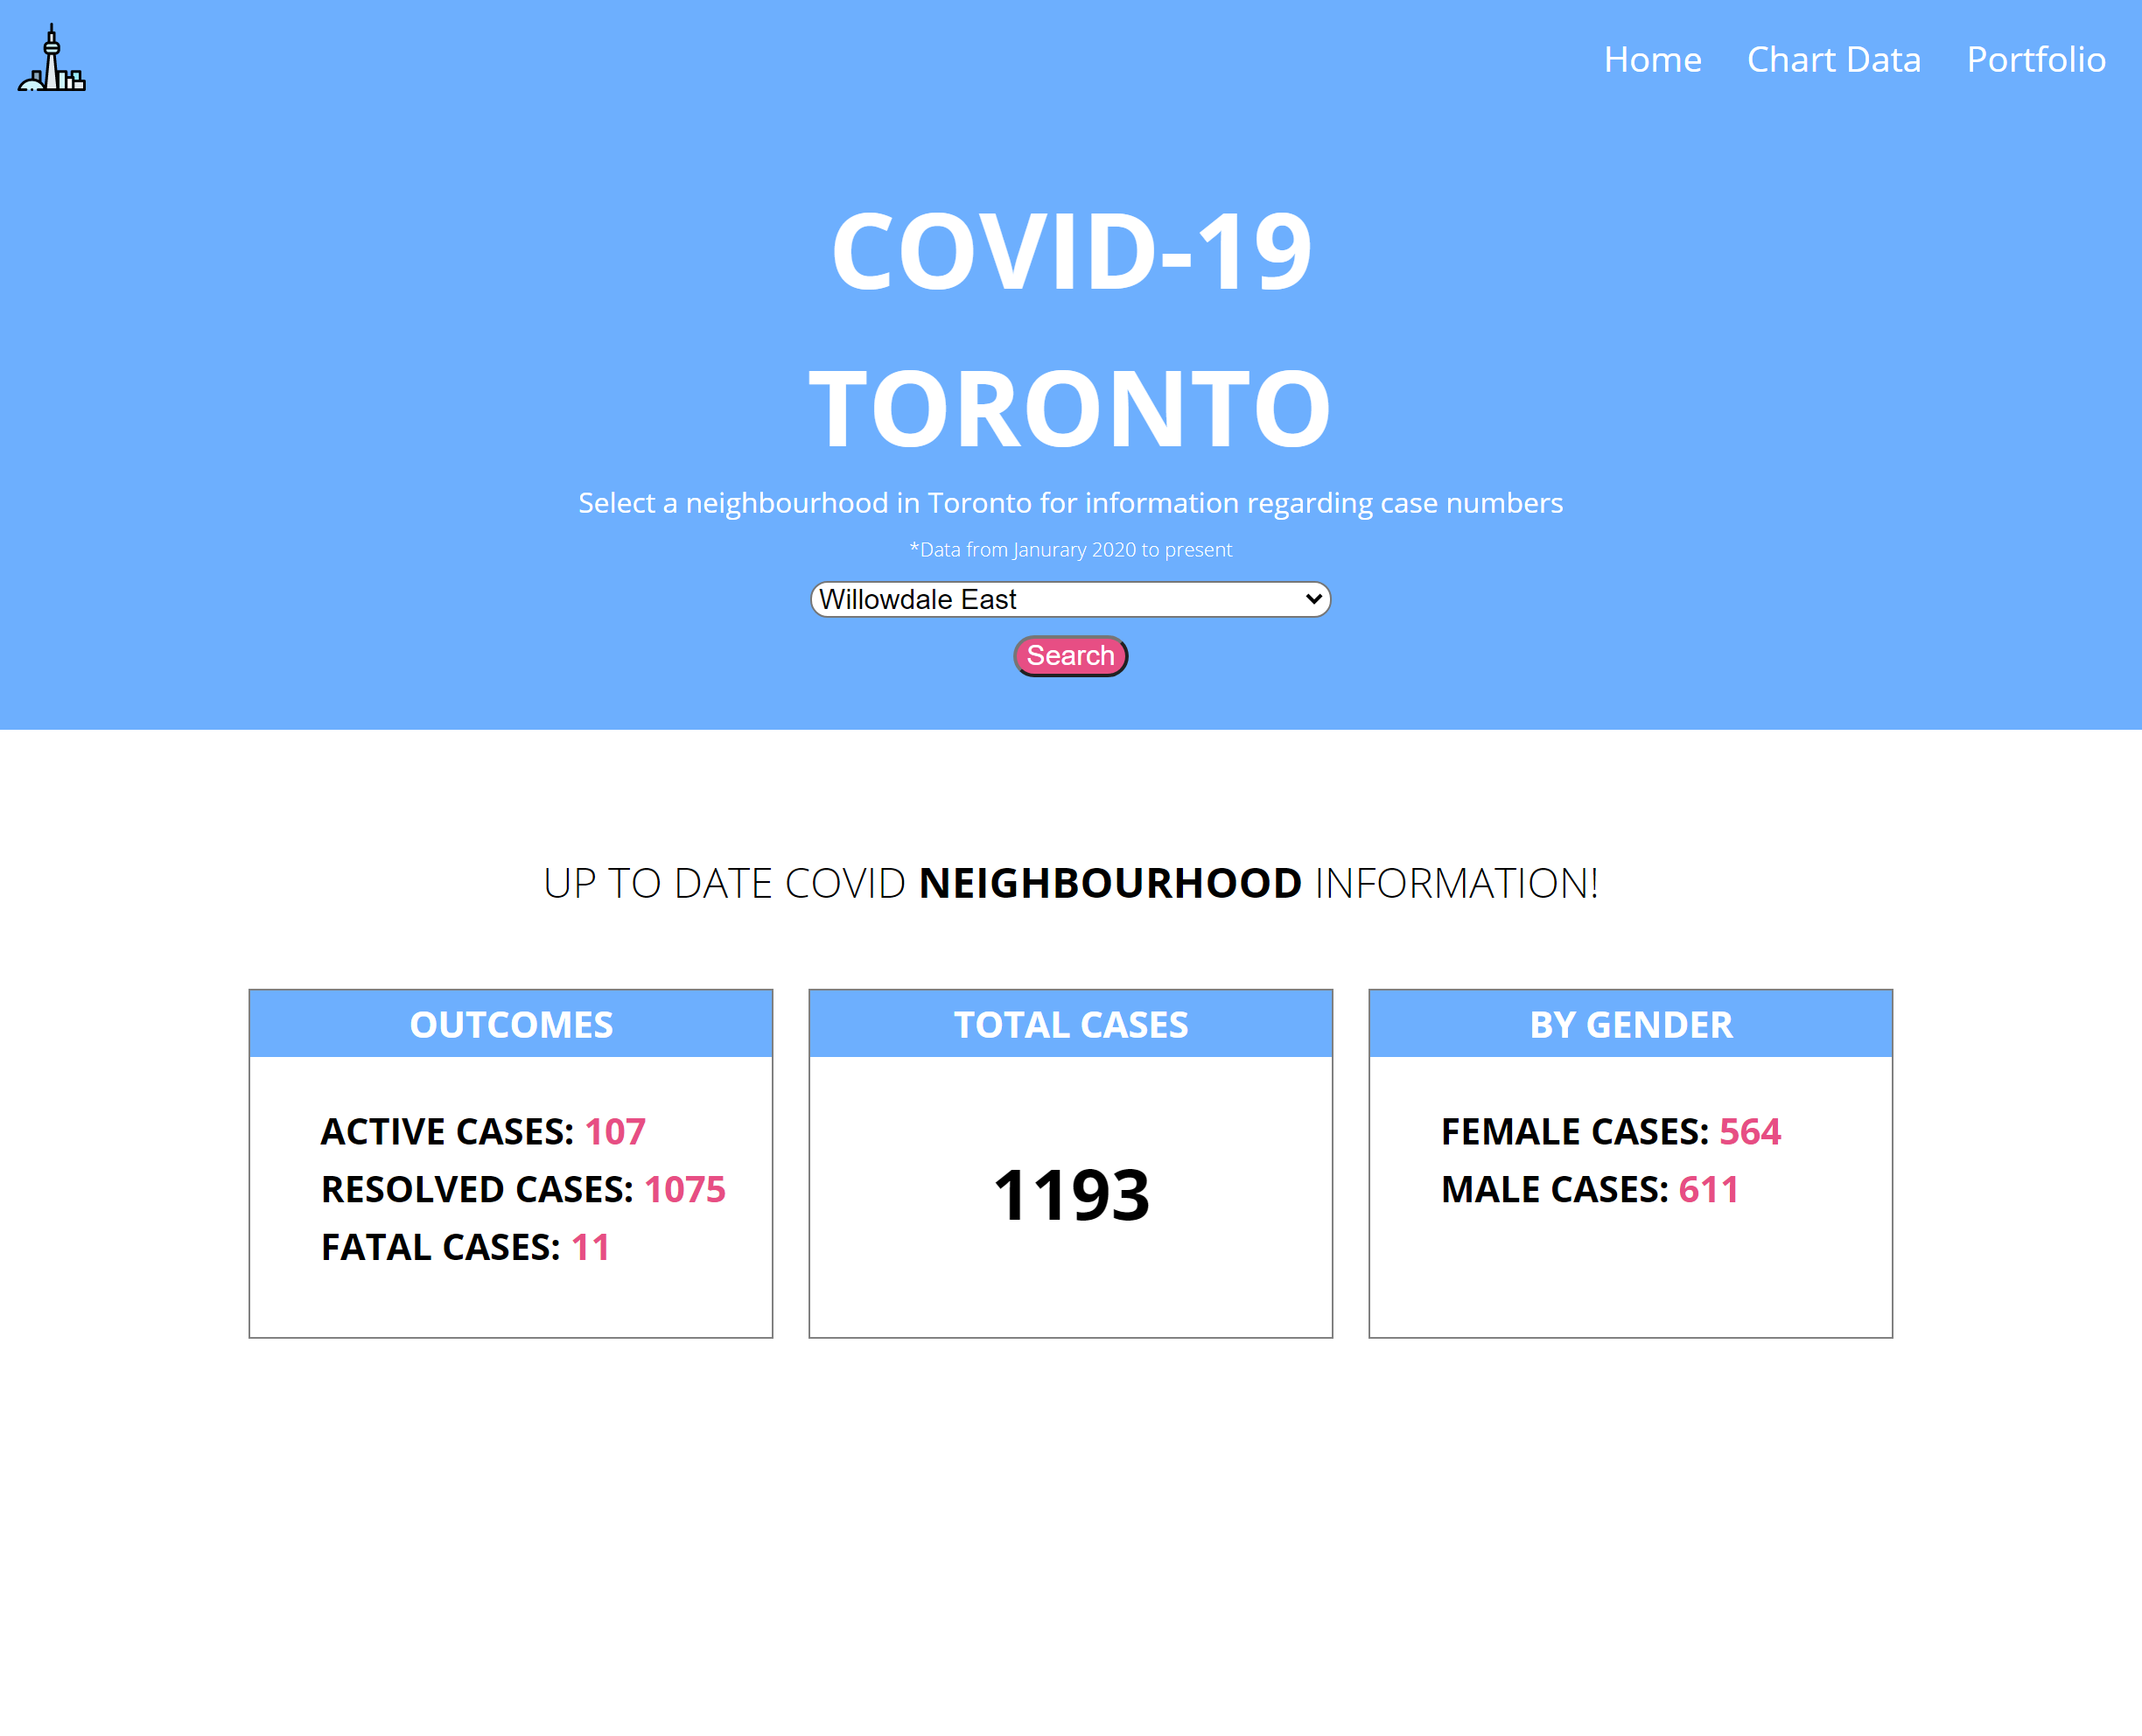 Home Chart Data Portfolio
COVID-19
TORONTO
Select a neighbourhood in Toronto for information regarding case numbers
*Data from Janurary 2020 to present
Willowdale East
Search
UP TO DATE COVID NEIGHBOURHOOD INFORMATION!
OUTCOMES
ACTIVE CASES: 107
RESOLVED CASES: 1075
FATAL CASES: 11
TOTAL CASES
1193
BY GENDER
FEMALE CASES: 564
MALE CASES: 611